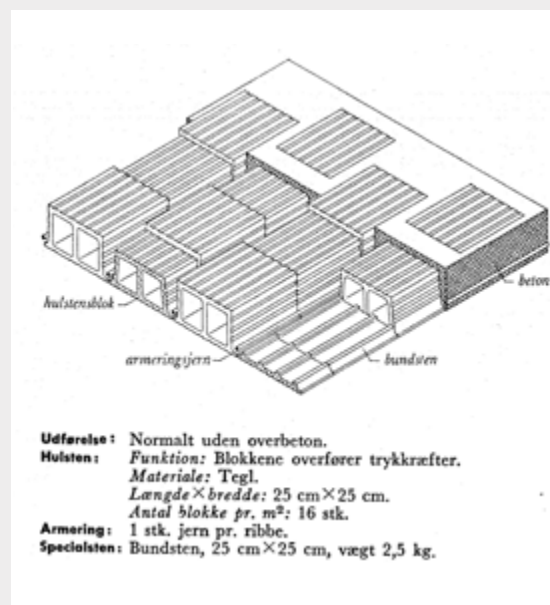 beton
hulstensblok
armeringsjern
bundsten
Udførelse: Normalt uden overbeton.
Hulsten: Funktion: Blokkene overfører trykkræfter.
Materiale: Tegl.
Længde×bredde: 25 cm×25 cm.
Antal blokke pr. m²: 16 stk.
Armering: 1 stk. jern pr. ribbe.
Specialsten: Bundsten, 25 cm×25 cm, vægt 2,5 kg.